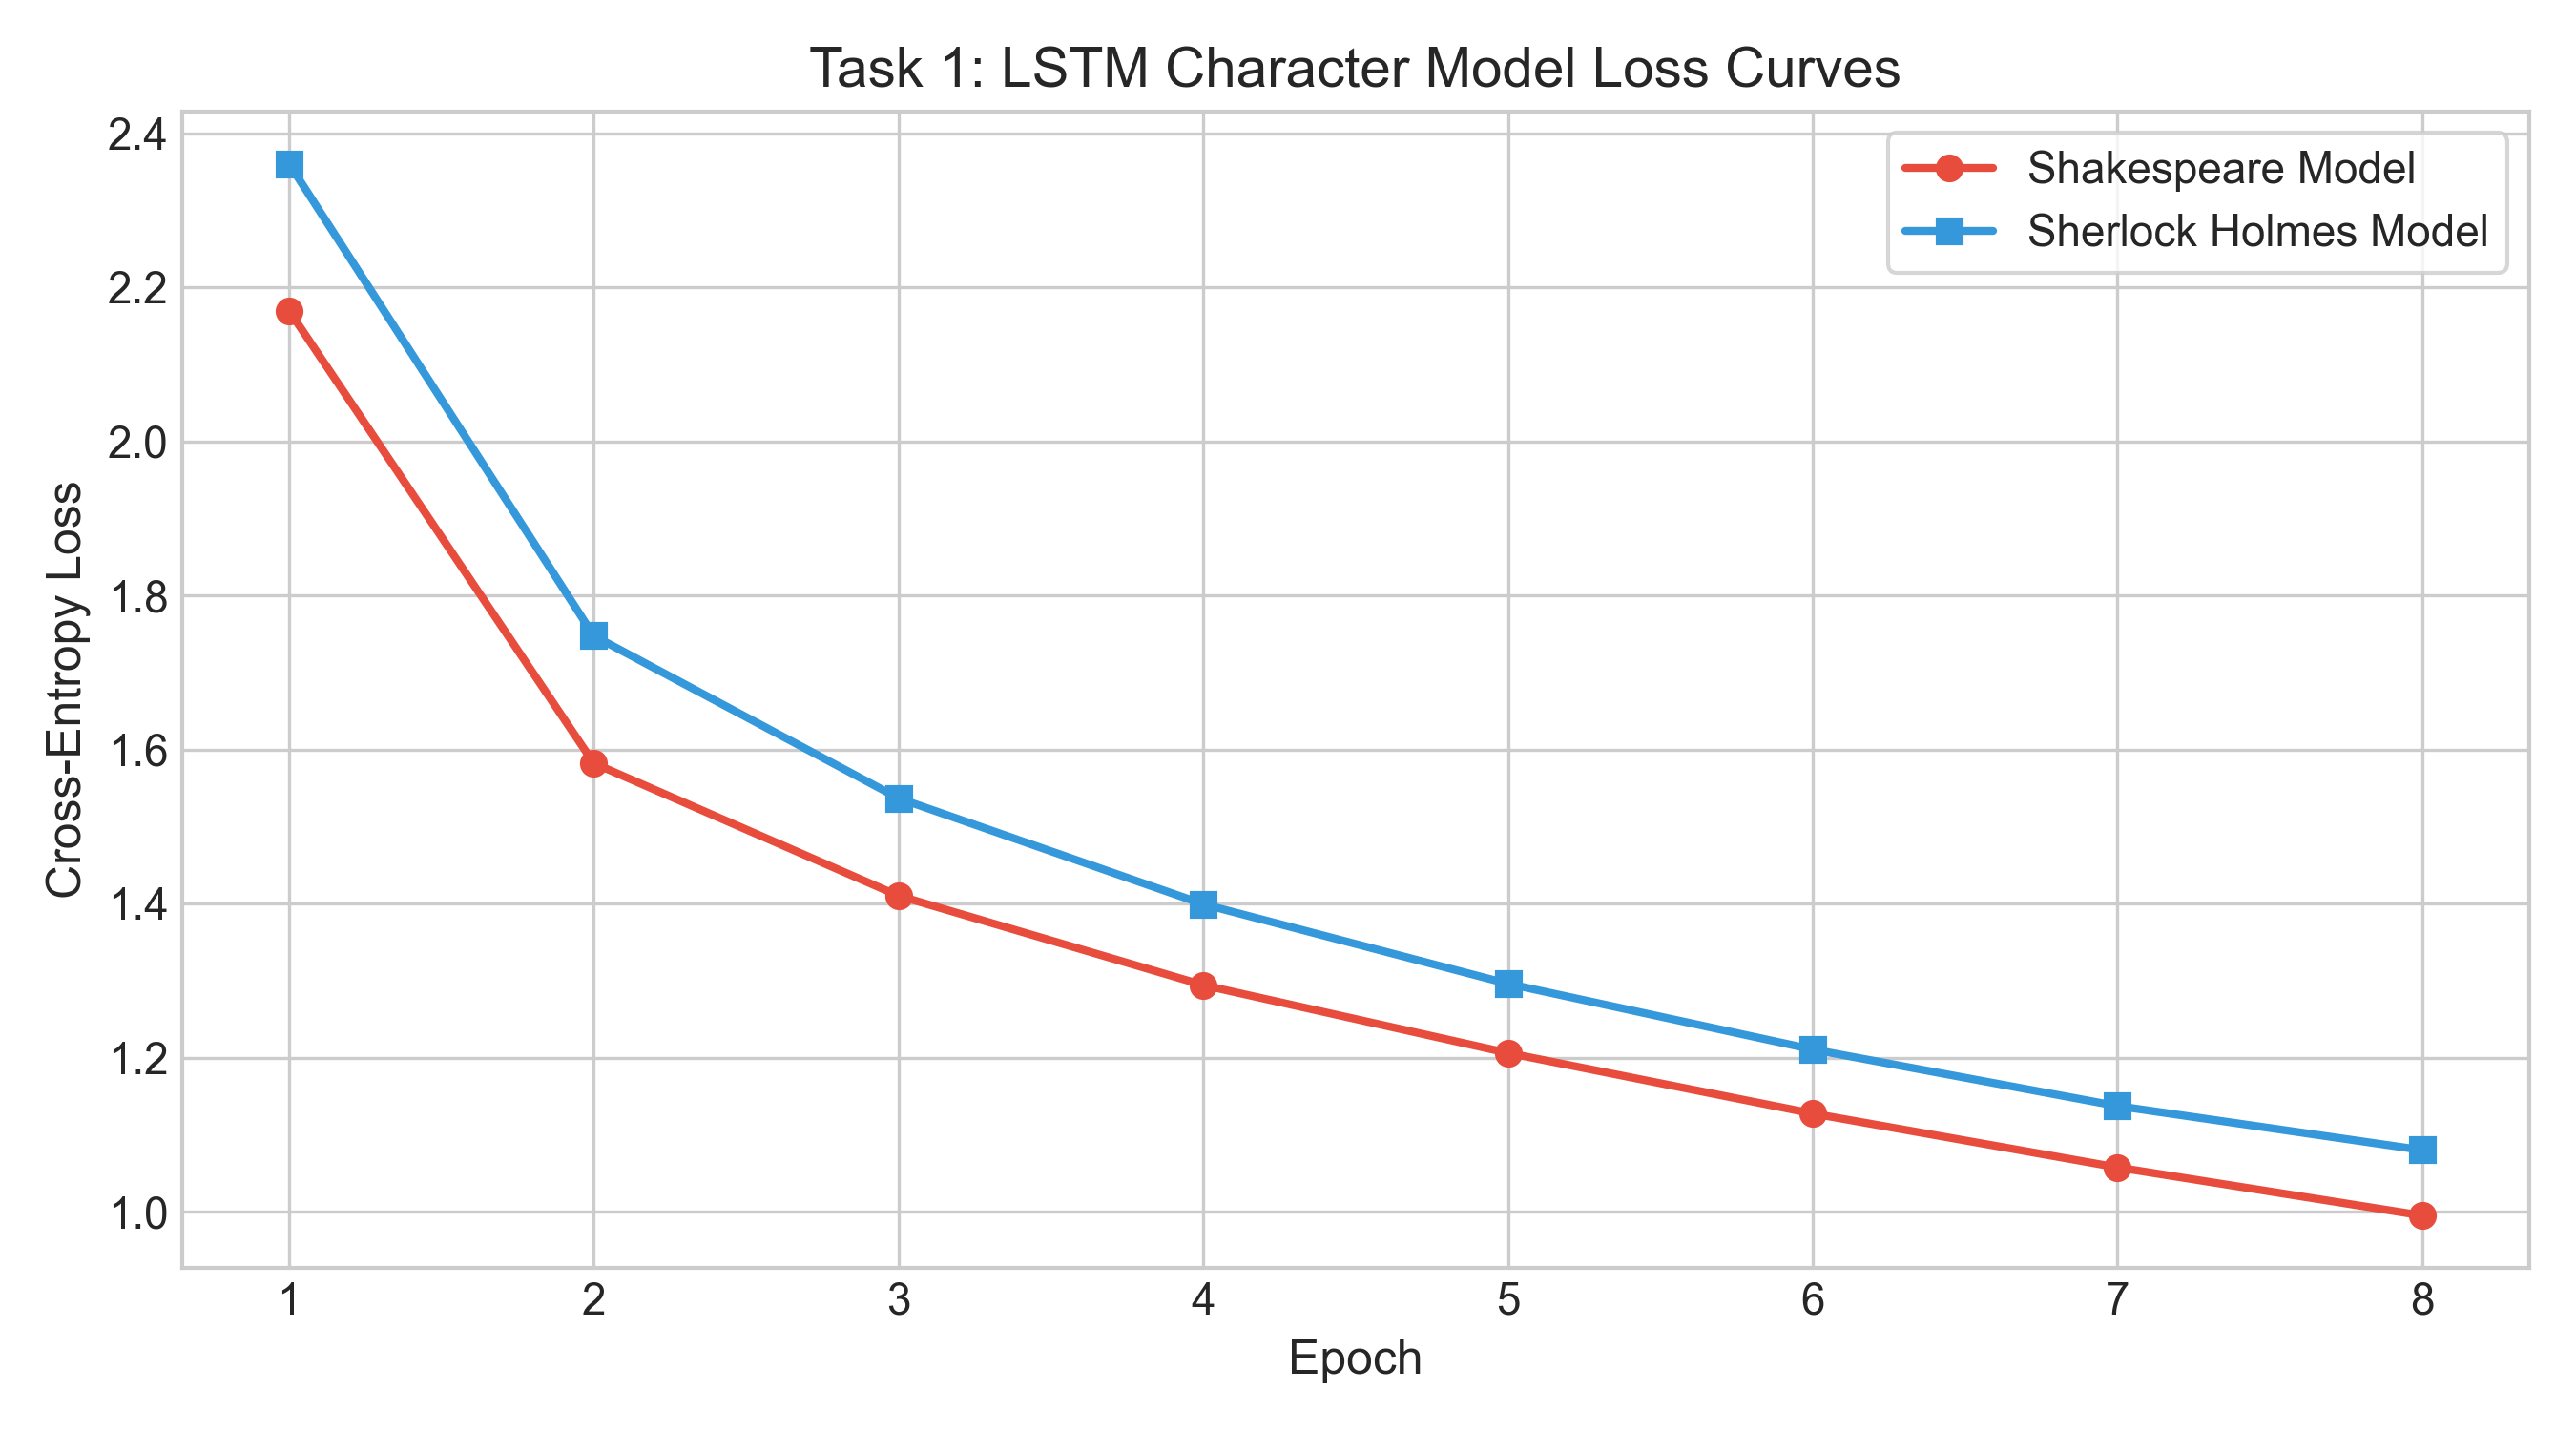 Task 1: LSTM Character Model Loss Curves
Shakespeare Model
Sherlock Holmes Model
Cross-Entropy Loss
2.4
2.2
2.0
1.8
1.6
1.4
1.2
1.0
1 2 3 4 5 6 7 8
Epoch